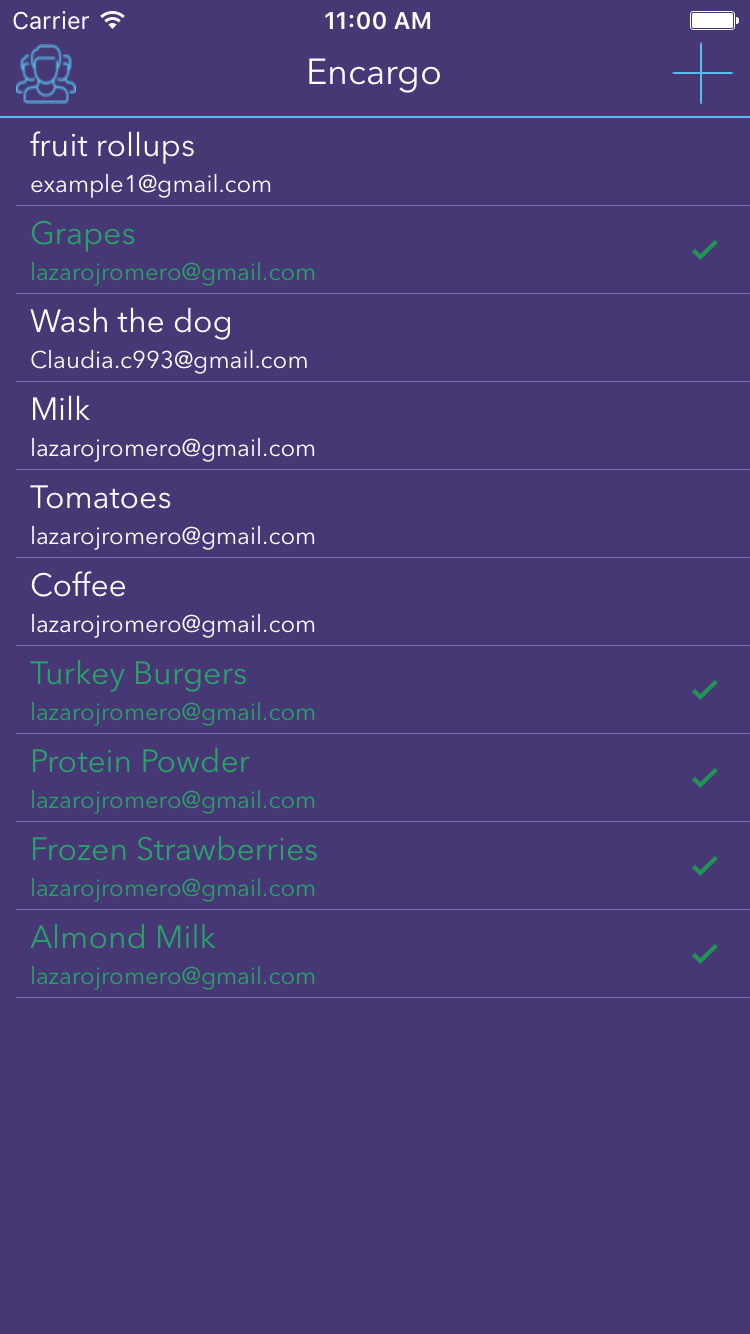 Carrier 11:00 AM
Encargo
fruit rollups
example1@gmail.com
Grapes
lazarojromero@gmail.com
Wash the dog
Claudia.c993@gmail.com
Milk
lazarojromero@gmail.com
Tomatoes
lazarojromero@gmail.com
Coffee
lazarojromero@gmail.com
Turkey Burgers
lazarojromero@gmail.com
Protein Powder
lazarojromero@gmail.com
Frozen Strawberries
lazarojromero@gmail.com
Almond Milk
lazarojromero@gmail.com